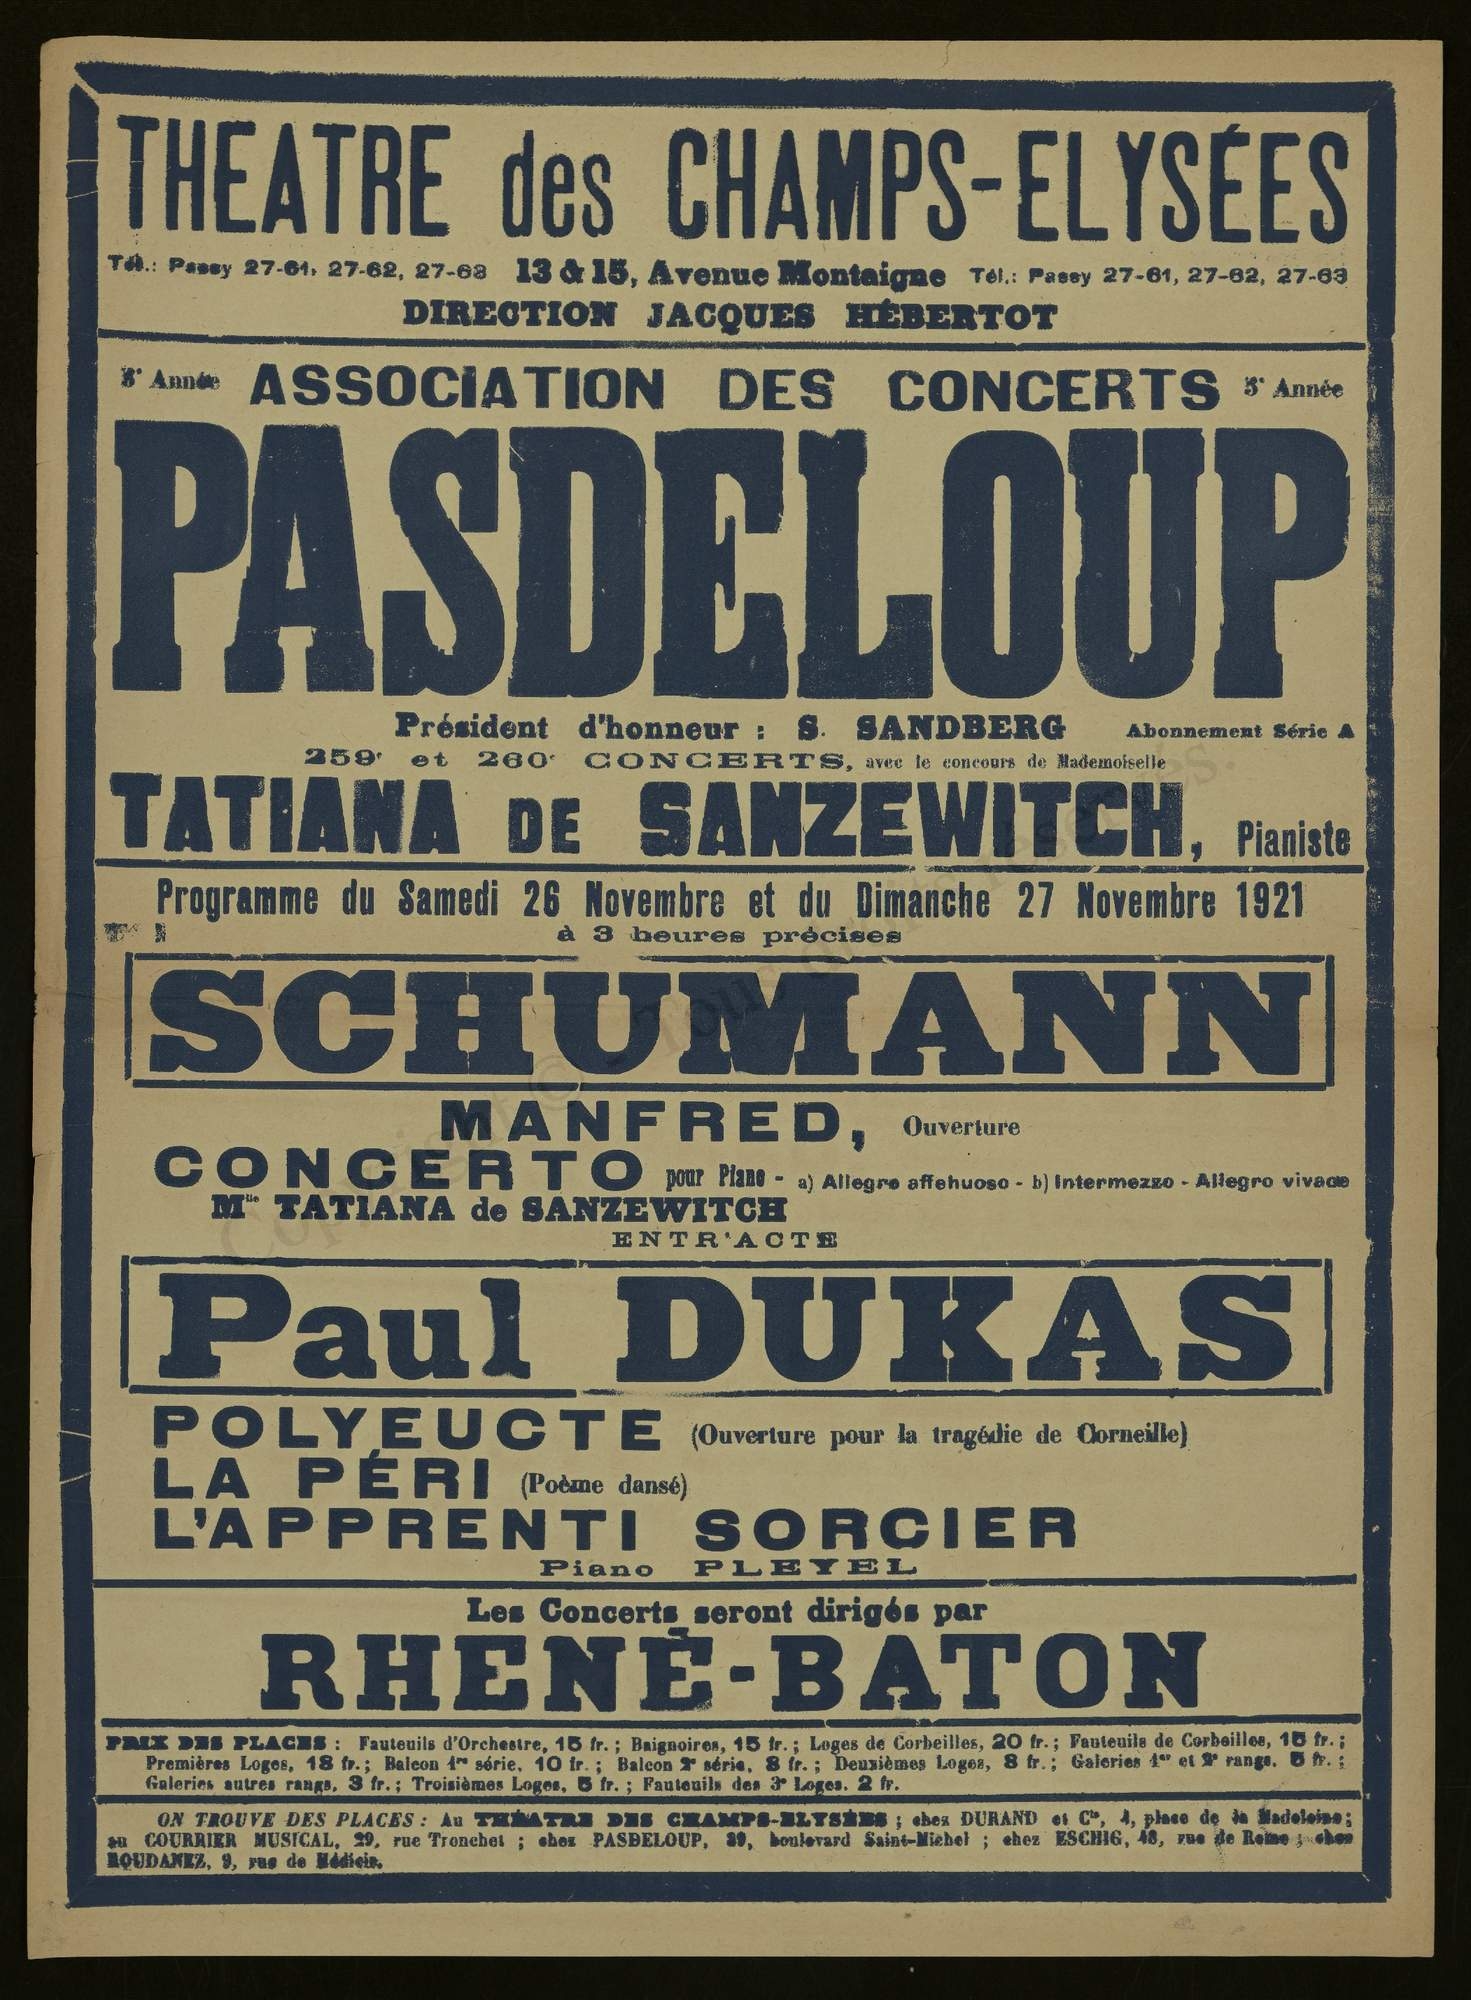 THEATRE des CHAMPS-ELYSÉES
Tél.: Passy 27-61, 27-62, 27-63 13 & 15, Avenue Montaigne Tél.: Passy 27-61, 27-62, 27-63
DIRECTION JACQUES HÉBERTOT
3e Année ASSOCIATION DES CONCERTS 3e Année
PASDELOUP
Président d'honneur : S. SANDBERG Abonnement Série A
259e et 260e CONCERTS, avec le concours de Mademoiselle
TATIANA DE SANZEWITCH, Pianiste
Programme du Samedi 26 Novembre et du Dimanche 27 Novembre 1921
à 3 heures précises
SCHUMANN
MANFRED, Ouverture
CONCERTO pour Piano - a) Allegro affehuoso - b) Intermezzo - Allegro vivace
Mlle TATIANA de SANZEWITCH
ENTR'ACTE
Paul DUKAS
POLYEUCTE (Ouverture pour la tragédie de Corneille)
LA PÉRI (Poème dansé)
L'APPRENTI SORCIER
Piano PLEYEL
Les Concerts seront dirigés par
RHENÉ-BATON
PRIX DES PLACES : Fauteuils d'Orchestre, 15 fr. ; Baignoires, 15 fr. ; Loges de Corbeilles, 20 fr. ; Fauteuils de Corbeilles, 15 fr. ;
Premières Loges, 18 fr. ; Balcon 1re série, 10 fr. ; Balcon 2e série, 8 fr. ; Deuxièmes Loges, 8 fr. ; Galeries 1er et 2e rangs, 5 fr. ;
Galeries autres rangs, 3 fr. ; Troisièmes Loges, 5 fr. ; Fauteuils des 3e Loges, 2 fr.
ON TROUVE DES PLACES : Au THÉATRE DES CHAMPS-ELYSÉES ; chez DURAND et Cie, 4, place de la Madeleine ;
au COURRIER MUSICAL, 29, rue Tronchet ; chez PASDELOUP, 89, boulevard Saint-Michel ; chez ESCHIG, 48, rue de Rome ; chez
ROUDANEZ, 9, rue de Médicis.
Copyright © - Tous droits réservés.